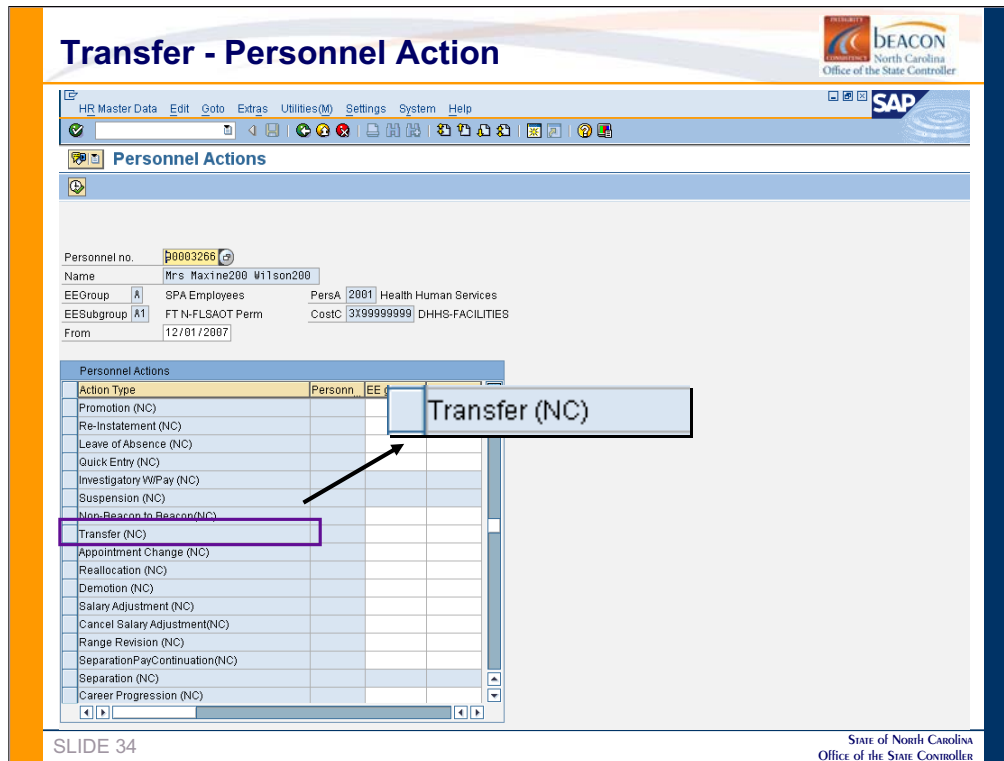 Transfer - Personnel Action
INTEGRITY
BEACON
CONSISTENCY
North Carolina
Office of the State Controller
HR Master Data Edit Goto Extras Utilities(M) Settings System Help
SAP
Personnel Actions
Personnel no. 00003266
Name Mrs Maxine200 Wilson200
EEGroup A SPA Employees PersA 2001 Health Human Services
EESubgroup A1 FT N-FLSAOT Perm CostC 3X99999999 DHHS-FACILITIES
From 12/01/2007
Personnel Actions
Action Type Personn... EE
Promotion (NC)
Transfer (NC)
Re-Instatement (NC)
Leave of Absence (NC)
Quick Entry (NC)
Investigatory W/Pay (NC)
Suspension (NC)
Non-Beacon to Beacon(NC)
Transfer (NC)
Appointment Change (NC)
Reallocation (NC)
Demotion (NC)
Salary Adjustment (NC)
Cancel Salary Adjustment(NC)
Range Revision (NC)
SeparationPayContinuation(NC)
Separation (NC)
Career Progression (NC)
SLIDE 34
State of North Carolina
Office of the State Controller